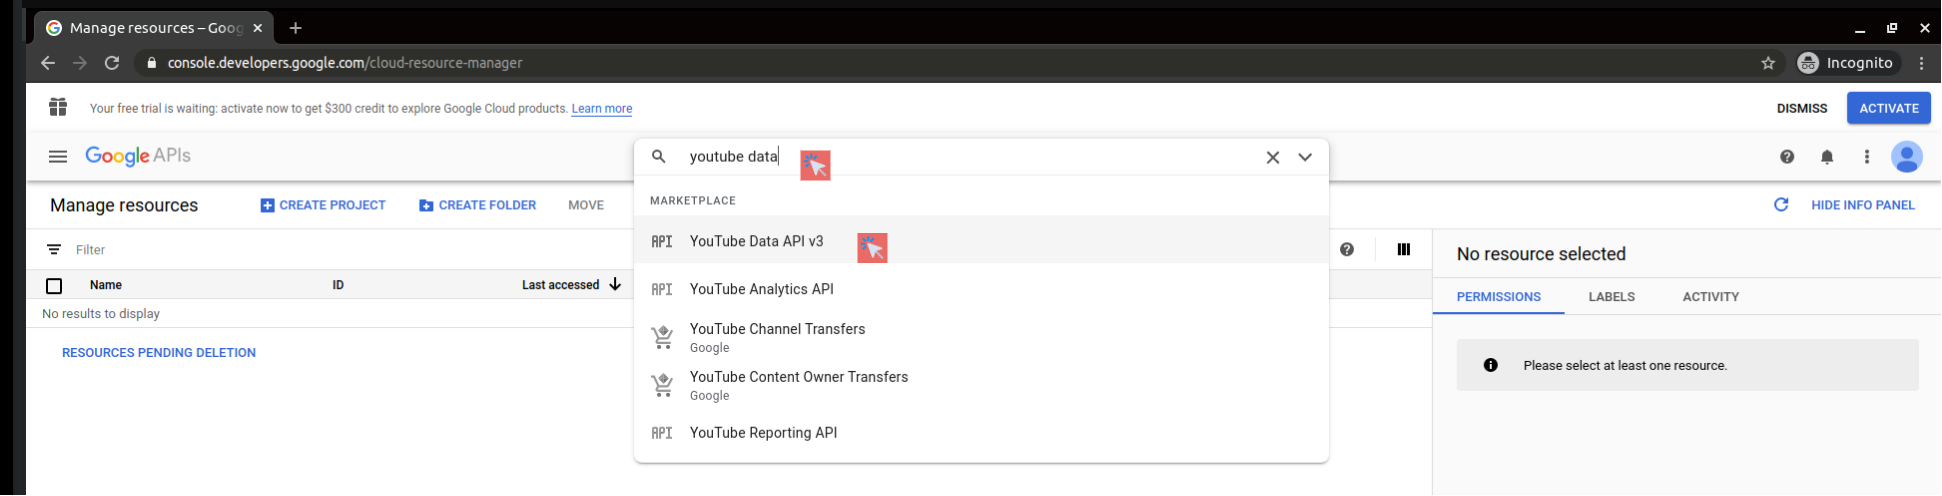 Manage resources – Goog
console.developers.google.com/cloud-resource-manager
Incognito
Your free trial is waiting: activate now to get $300 credit to explore Google Cloud products. Learn more
DISMISS
ACTIVATE
Google APIs
youtube data
Manage resources
CREATE PROJECT
CREATE FOLDER
MOVE
HIDE INFO PANEL
MARKETPLACE
API YouTube Data API v3
API YouTube Analytics API
YouTube Channel Transfers
Google
YouTube Content Owner Transfers
Google
API YouTube Reporting API
Filter
Name
ID
Last accessed
No results to display
RESOURCES PENDING DELETION
No resource selected
PERMISSIONS
LABELS
ACTIVITY
Please select at least one resource.